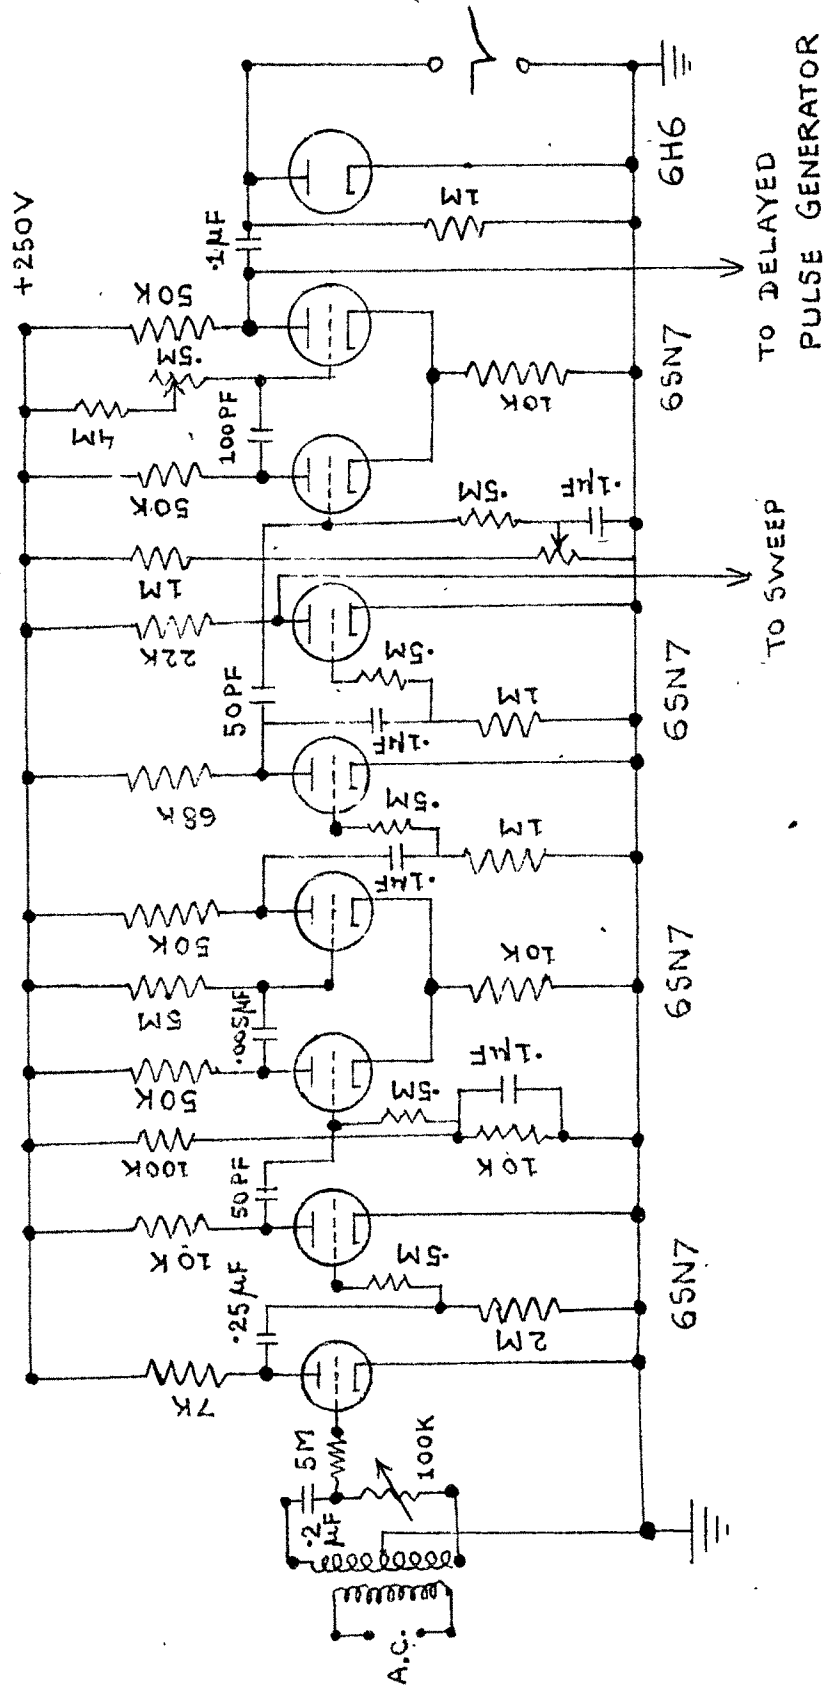 +250V
7K
.25µF
10K
50PF
100K
50K
.005µF
5M
50K
68K
50PF
22K
1M
50K
100PF
4M
.5M
50K
.1µF
A.C.
.2
µF
5M
100K
2M
.5M
10K
.1µF
.5M
10K
.1µF
1M
.5M
.1µF
1M
.5M
.5M
.1µF
10K
1M
6SN7
6SN7
6SN7
6SN7
6H6
TO SWEEP
TO DELAYED
PULSE GENERATOR